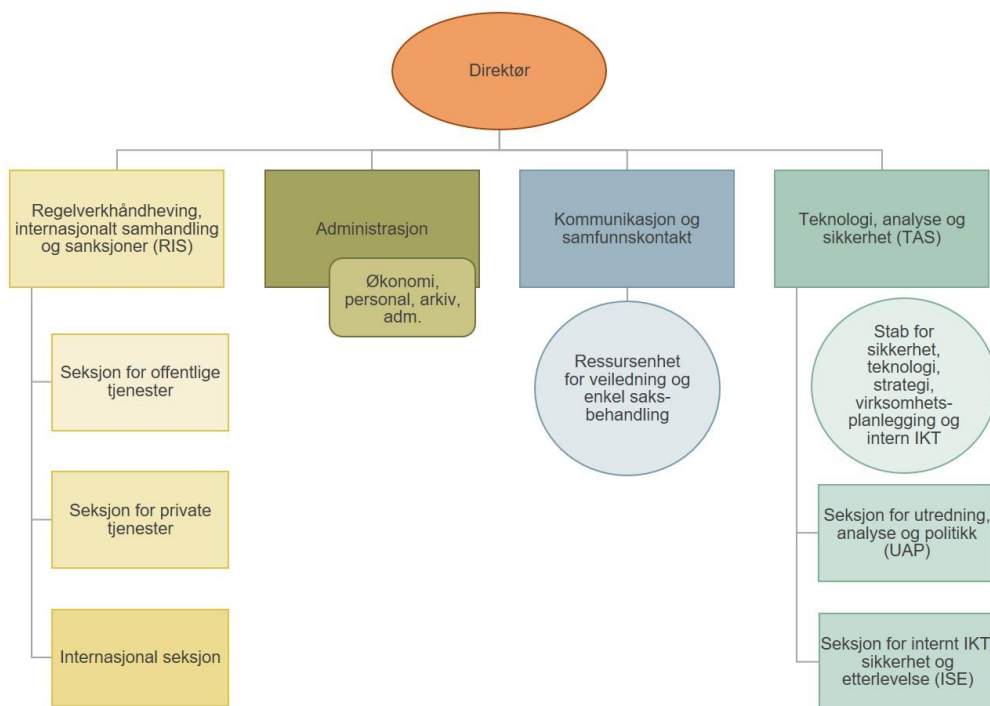 Direktør
Regelverkhåndheving,
internasjonalt samhandling
og sanksjoner (RIS)
Administrasjon
Økonomi,
personal, arkiv,
adm.
Kommunikasjon og
samfunnskontakt
Teknologi, analyse og
sikkerhet (TAS)
Seksjon for offentlige
tjenester
Ressursenhet
for veiledning og
enkel saks-
behandling
Stab for
sikkerhet,
teknologi,
strategi,
virksomhets-
planlegging og
intern IKT
Seksjon for private
tjenester
Seksjon for utredning,
analyse og politikk
(UAP)
Internasjonal seksjon
Seksjon for internt IKT
sikkerhet og
etterlevelse (ISE)